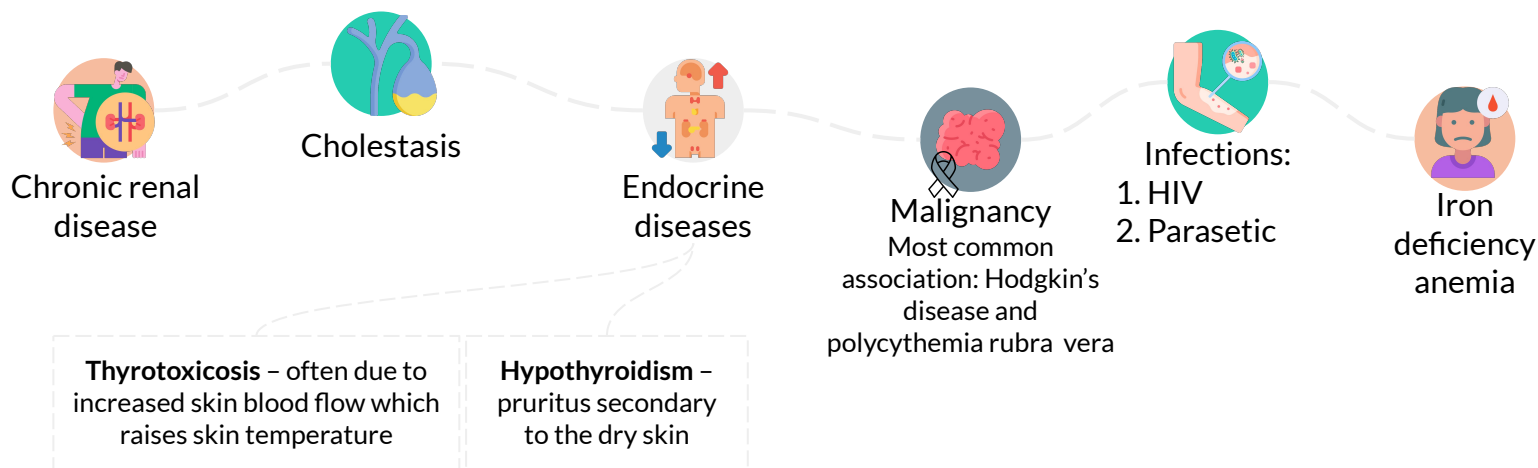 Chronic renal
disease
Cholestasis
Endocrine
diseases
Thyrotoxicosis – often due to
increased skin blood flow which
raises skin temperature
Hypothyroidism –
pruritus secondary
to the dry skin
Malignancy
Most common
association: Hodgkin’s
disease and
polycythemia rubra vera
Infections:
1. HIV
2. Parasetic
Iron
deficiency
anemia